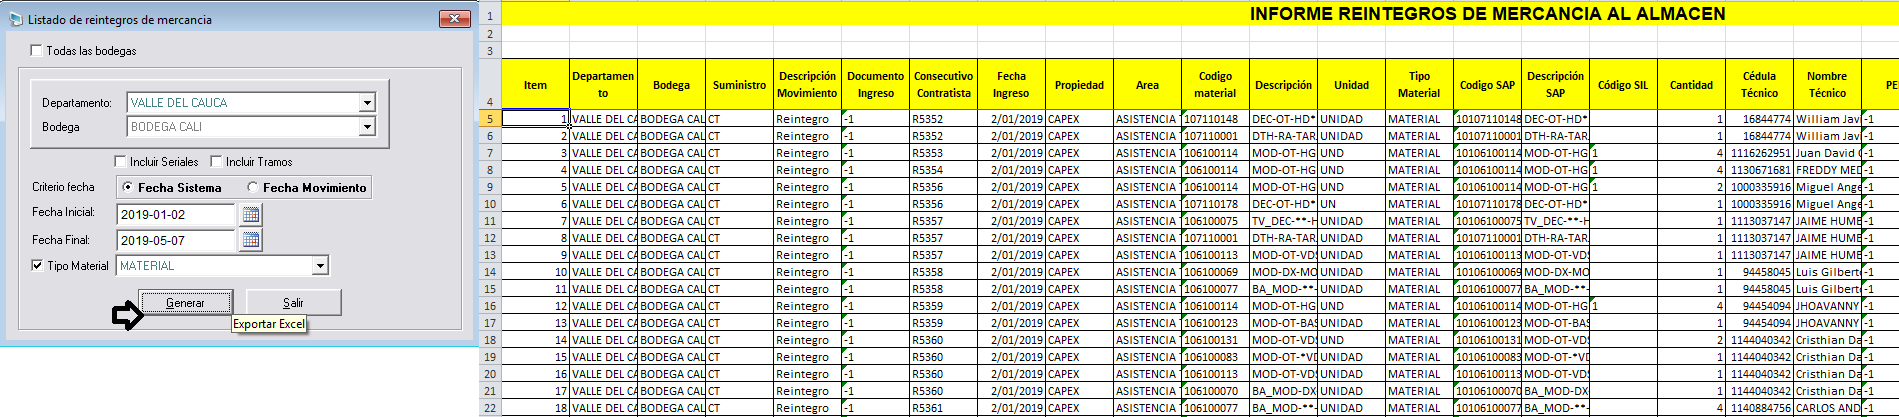 Listado de reintegros de mercancia
Todas las bodegas
Departamento: VALLE DEL CAUCA
Bodega BODEGA CALI
Incluir Seriales Incluir Tramos
Criterio fecha Fecha Sistema Fecha Movimiento
Fecha Inicial: 2019-01-02
Fecha Final: 2019-05-07
Tipo Material MATERIAL
Generar Salir
Exportar Excel
1 INFORME REINTEGROS DE MERCANCIA AL ALMACEN
2
3
4 Item Departamento Bodega Suministro Descripción Movimiento Documento Ingreso Consecutivo Contratista Fecha Ingreso Propiedad Area Codigo material Descripción Unidad Tipo Material Codigo SAP Descripción SAP Código SIL Cantidad Cédula Técnico Nombre Técnico PE
5 1 VALLE DEL CA BODEGA CAL CT Reintegro -1 R5352 2/01/2019 CAPEX ASISTENCIA 107110148 DEC-OT-HD* UNIDAD MATERIAL 10107110148 DEC-OT-HD* 1 16844774 William Javi -1
6 2 VALLE DEL CA BODEGA CAL CT Reintegro -1 R5352 2/01/2019 CAPEX ASISTENCIA 107110001 DTH-RA-TAR UNIDAD MATERIAL 10107110001 DTH-RA-TAR. 1 16844774 William Javi -1
7 3 VALLE DEL CA BODEGA CAL CT Reintegro -1 R5353 2/01/2019 CAPEX ASISTENCIA 106100114 MOD-OT-HG UND MATERIAL 10106100114 MOD-OT-HG 1 4 1116262951 Juan David -1
8 4 VALLE DEL CA BODEGA CAL CT Reintegro -1 R5354 2/01/2019 CAPEX ASISTENCIA 106100114 MOD-OT-HG UND MATERIAL 10106100114 MOD-OT-HG 1 4 1130671681 FREDDY MED -1
9 5 VALLE DEL CA BODEGA CAL CT Reintegro -1 R5356 2/01/2019 CAPEX ASISTENCIA 106100114 MOD-OT-HG UND MATERIAL 10106100114 MOD-OT-HG 1 2 1000335916 Miguel Ange -1
10 6 VALLE DEL CA BODEGA CAL CT Reintegro -1 R5356 2/01/2019 CAPEX ASISTENCIA 107110178 DEC-OT-HD* UN MATERIAL 10107110178 DEC-OT-HD* 1 1000335916 Miguel Ange -1
11 7 VALLE DEL CA BODEGA CAL CT Reintegro -1 R5357 2/01/2019 CAPEX ASISTENCIA 106100075 TV_DEC-**-H UNIDAD MATERIAL 10106100075 TV_DEC-**-H 1 1113037147 JAIME HUMB -1
12 8 VALLE DEL CA BODEGA CAL CT Reintegro -1 R5357 2/01/2019 CAPEX ASISTENCIA 107110001 DTH-RA-TAR UNIDAD MATERIAL 10107110001 DTH-RA-TAR. 1 1113037147 JAIME HUMB -1
13 9 VALLE DEL CA BODEGA CAL CT Reintegro -1 R5357 2/01/2019 CAPEX ASISTENCIA 106100113 MOD-OT-VDS UNIDAD MATERIAL 10106100113 MOD-OT-VDS 1 1113037147 JAIME HUMB -1
14 10 VALLE DEL CA BODEGA CAL CT Reintegro -1 R5358 2/01/2019 CAPEX ASISTENCIA 106100069 MOD-DX-MO UNIDAD MATERIAL 10106100069 MOD-DX-MO 1 94458045 Luis Gilberto -1
15 11 VALLE DEL CA BODEGA CAL CT Reintegro -1 R5358 2/01/2019 CAPEX ASISTENCIA 106100077 BA_MOD-**- UNIDAD MATERIAL 10106100077 BA_MOD-**- 1 94458045 Luis Gilberto -1
16 12 VALLE DEL CA BODEGA CAL CT Reintegro -1 R5359 2/01/2019 CAPEX ASISTENCIA 106100114 MOD-OT-HG UND MATERIAL 10106100114 MOD-OT-HG 1 4 94454094 JHOAVANNY -1
17 13 VALLE DEL CA BODEGA CAL CT Reintegro -1 R5359 2/01/2019 CAPEX ASISTENCIA 106100123 MOD-OT-BAS UNIDAD MATERIAL 10106100123 MOD-OT-BAS 1 94454094 JHOAVANNY -1
18 14 VALLE DEL CA BODEGA CAL CT Reintegro -1 R5360 2/01/2019 CAPEX ASISTENCIA 106100131 MOD-OT-VDS UND MATERIAL 10106100131 MOD-OT-VDS 2 1144040342 Cristhian Da -1
19 15 VALLE DEL CA BODEGA CAL CT Reintegro -1 R5360 2/01/2019 CAPEX ASISTENCIA 106100083 MOD-OT-*VD UNIDAD MATERIAL 10106100083 MOD-OT-*VD 1 1144040342 Cristhian Da -1
20 16 VALLE DEL CA BODEGA CAL CT Reintegro -1 R5360 2/01/2019 CAPEX ASISTENCIA 106100113 MOD-OT-VDS UNIDAD MATERIAL 10106100113 MOD-OT-VDS 1 1144040342 Cristhian Da -1
21 17 VALLE DEL CA BODEGA CAL CT Reintegro -1 R5360 2/01/2019 CAPEX ASISTENCIA 106100070 BA_MOD-DX- UNIDAD MATERIAL 10106100070 BA_MOD-DX 1 1144040342 Cristhian Da -1
22 18 VALLE DEL CA BODEGA CAL CT Reintegro -1 R5361 2/01/2019 CAPEX ASISTENCIA 106100077 BA_MOD-**- UNIDAD MATERIAL 10106100077 BA_MOD-**- 4 1140884756 CARLOS AND -1